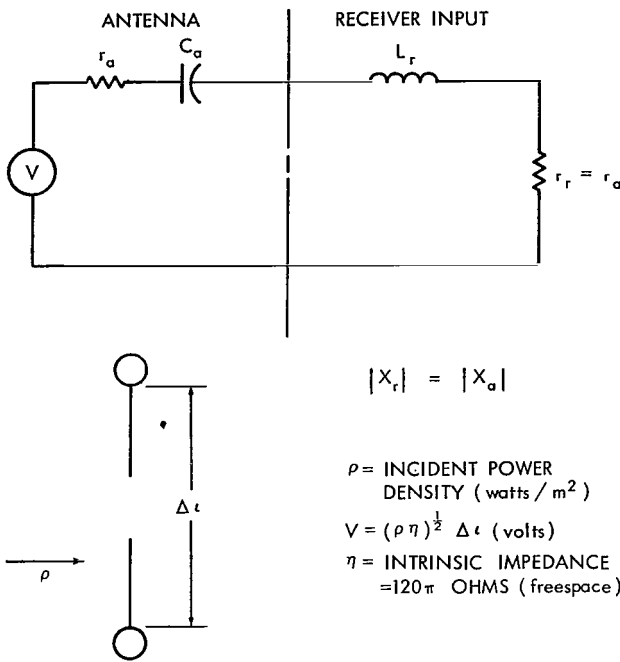 ANTENNA
RECEIVER INPUT
r_a
C_a
L_r
V
r_r = r_a
|X_r| = |X_a|
Δℓ
ρ
ρ = INCIDENT POWER
DENSITY (watts/m²)
V = (ρη)^½ Δℓ (volts)
η = INTRINSIC IMPEDANCE
=120π OHMS (freespace)